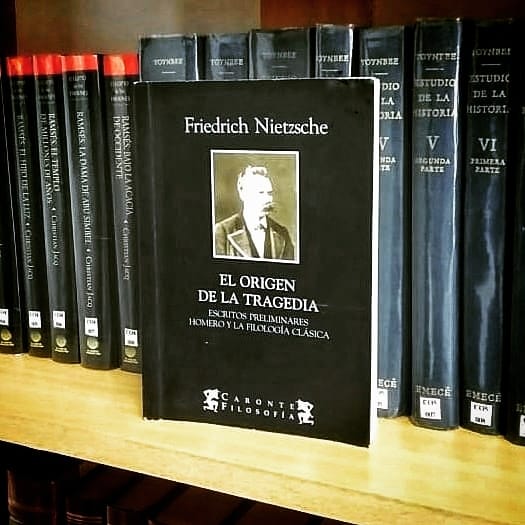 Friedrich Nietzsche
EL ORIGEN
DE LA TRAGEDIA
ESCRITOS PRELIMINARES
HOMERO Y LA FILOLOGÍA CLÁSICA
CARONTE
FILOSOFÍA
RAMSÉS. EL HIJO DE LA LUZ • CHRISTIAN JACQ
RAMSÉS. EL TEMPLO
DE MILLONES DE AÑOS • CHRISTIAN JACQ
RAMSÉS. LA DAMA DE ABU SIMBEL • CHRISTIAN JACQ
RAMSÉS. BAJO LA ACACIA
DE OCCIDENTE • CHRISTIAN JACQ
TOYNBEE
TOYNBEE
TOYNBEE
TOYNBEE
TOYNBEE
V
TOYNBEE
ESTUDIO
DE LA
HISTORIA
V
SEGUNDA
PARTE
EMECÉ
TOYNBEE
ESTUDIO
DE LA
HISTORIA
VI
PRIMERA
PARTE
EMECÉ